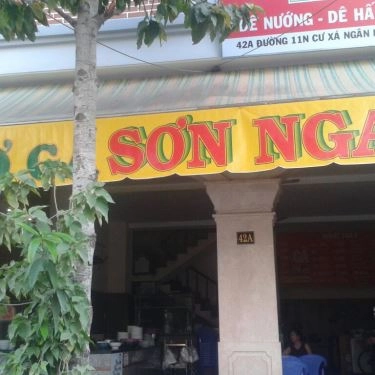 DÊ NƯỚNG - DÊ HẤ
42A ĐƯỜNG 11N CƯ XÁ NGÂN
SƠN NGA
42A